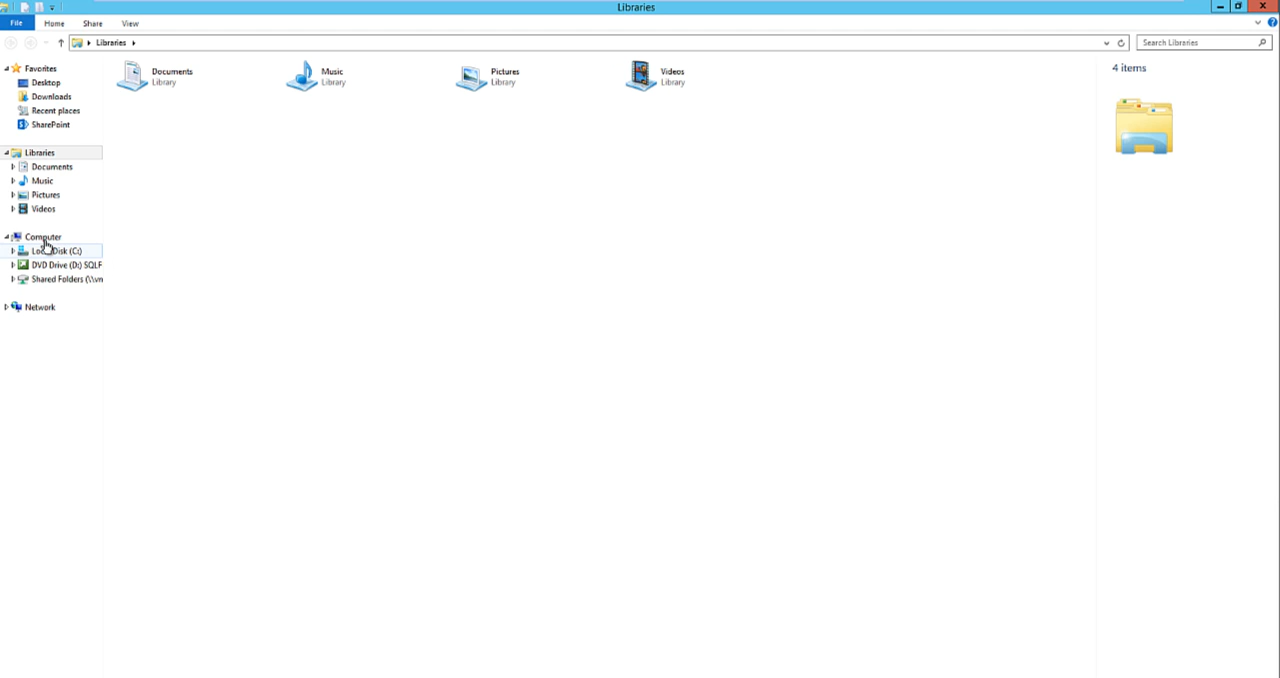 Libraries
File Home Share View
Libraries
Search Libraries
Favorites
Desktop
Downloads
Recent places
SharePoint
Libraries
Documents
Music
Pictures
Videos
Computer
Disk (C:)
DVD Drive (D:) SQLF
Shared Folders (\\vn
Network
Documents
Library
Music
Library
Pictures
Library
Videos
Library
4 items